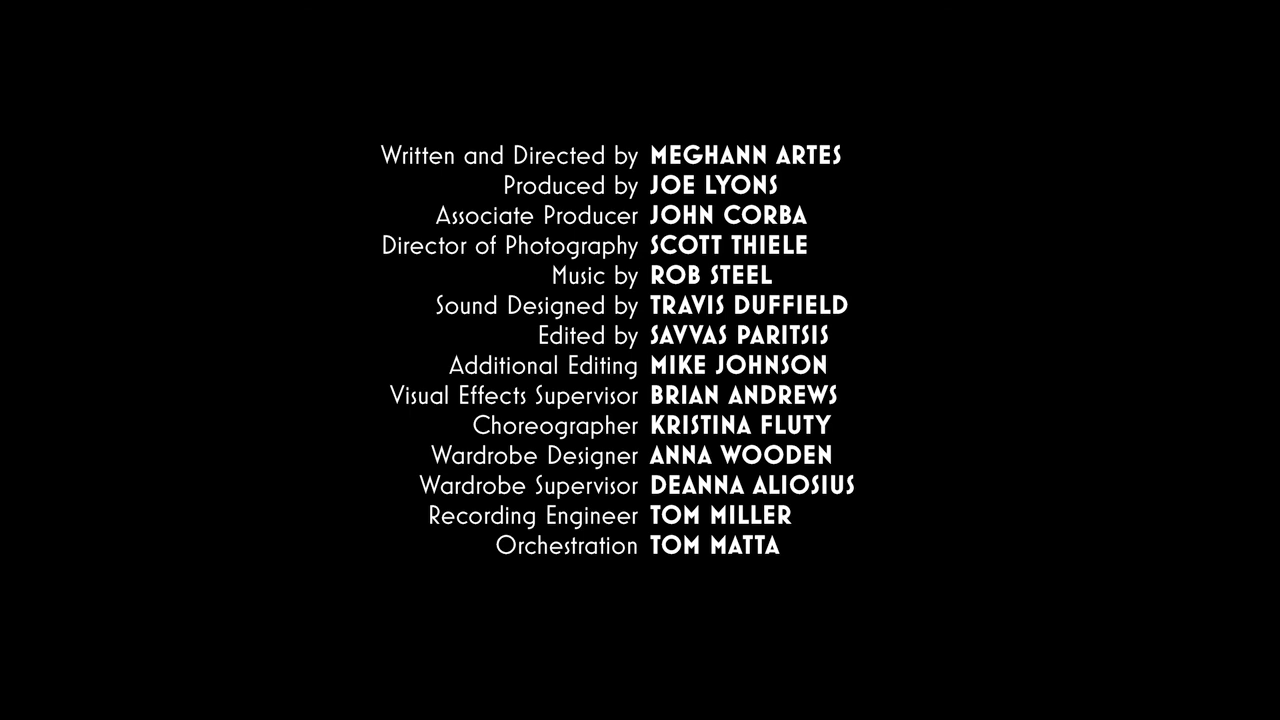 Written and Directed by MEGHANN ARTES
Produced by JOE LYONS
Associate Producer JOHN CORBA
Director of Photography SCOTT THIELE
Music by ROB STEEL
Sound Designed by TRAVIS DUFFIELD
Edited by SAVVAS PARITSIS
Additional Editing MIKE JOHNSON
Visual Effects Supervisor BRIAN ANDREWS
Choreographer KRISTINA FLUTY
Wardrobe Designer ANNA WOODEN
Wardrobe Supervisor DEANNA ALIOSIUS
Recording Engineer TOM MILLER
Orchestration TOM MATTA